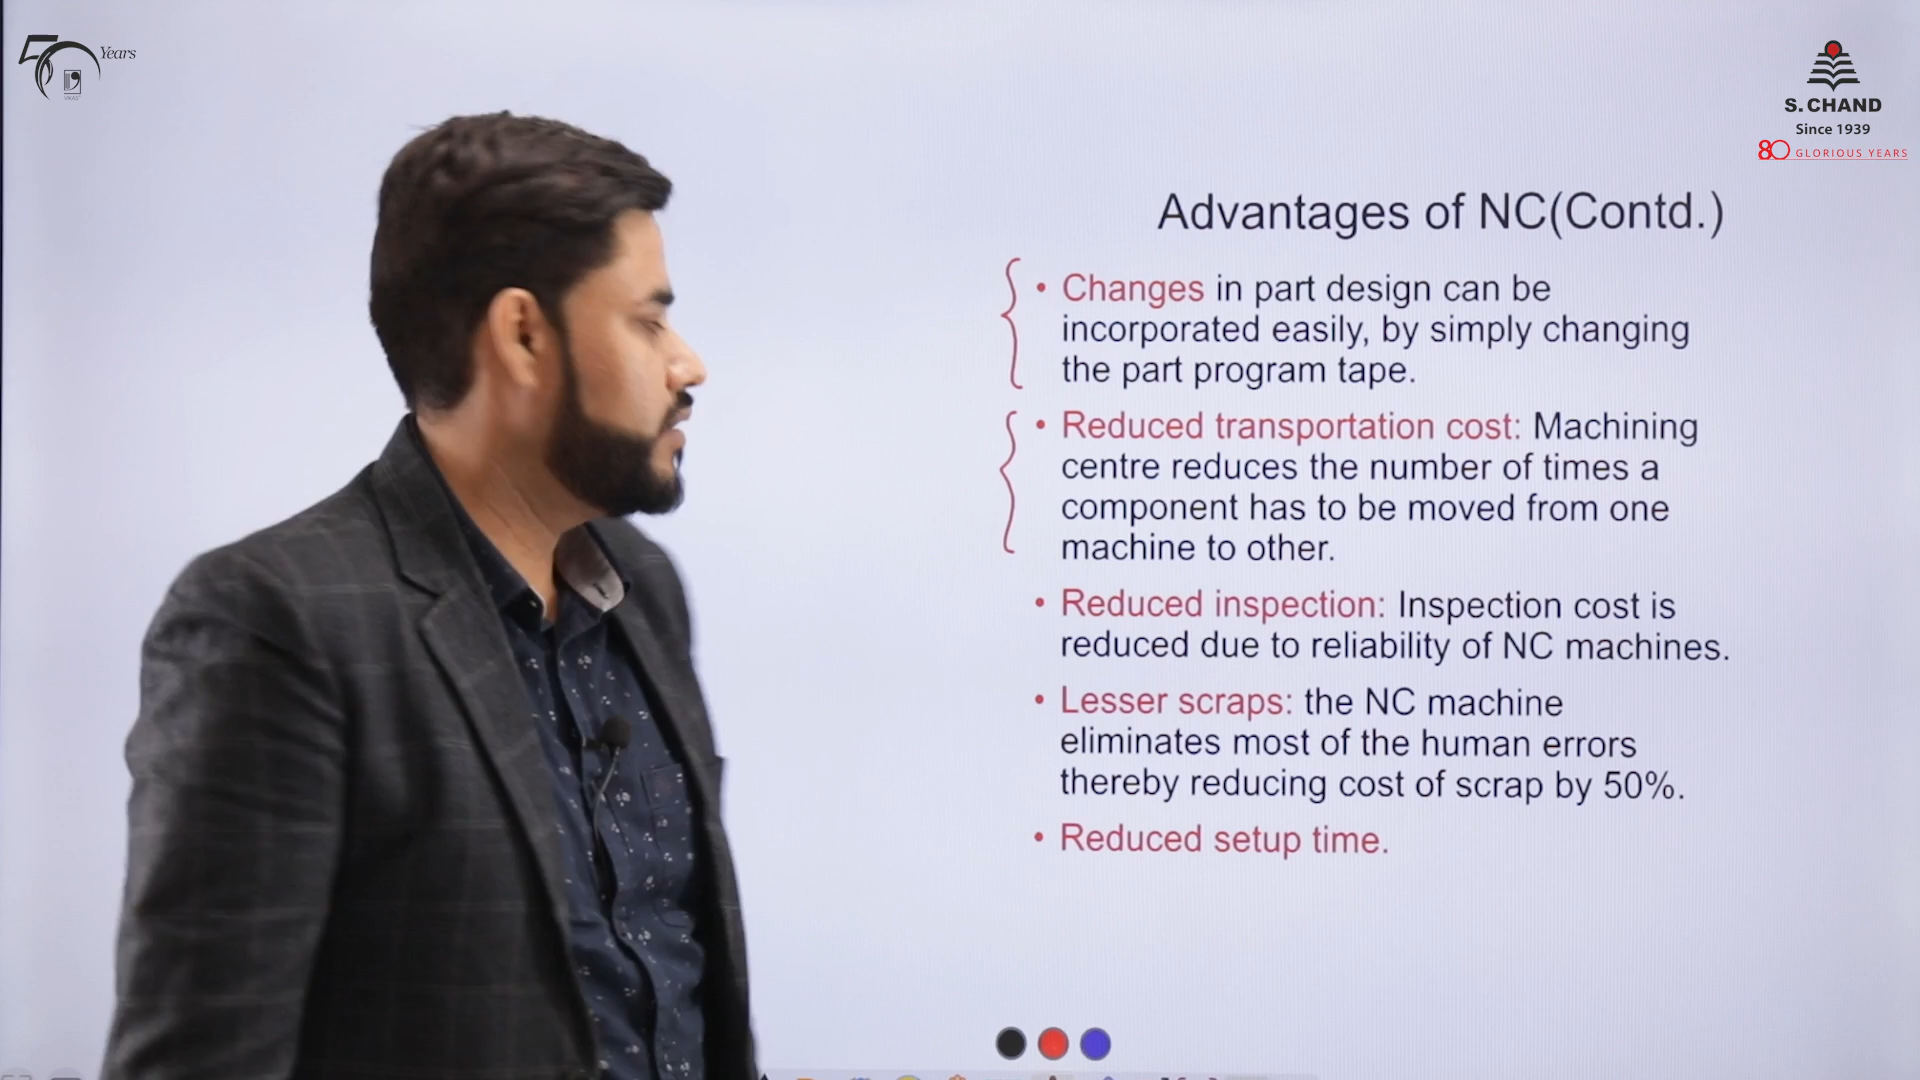 50 Years
VIKAS
S. CHAND
Since 1939
80 GLORIOUS YEARS
Advantages of NC(Contd.)
• Changes in part design can be
incorporated easily, by simply changing
the part program tape.
• Reduced transportation cost: Machining
centre reduces the number of times a
component has to be moved from one
machine to other.
• Reduced inspection: Inspection cost is
reduced due to reliability of NC machines.
• Lesser scraps: the NC machine
eliminates most of the human errors
thereby reducing cost of scrap by 50%.
• Reduced setup time.